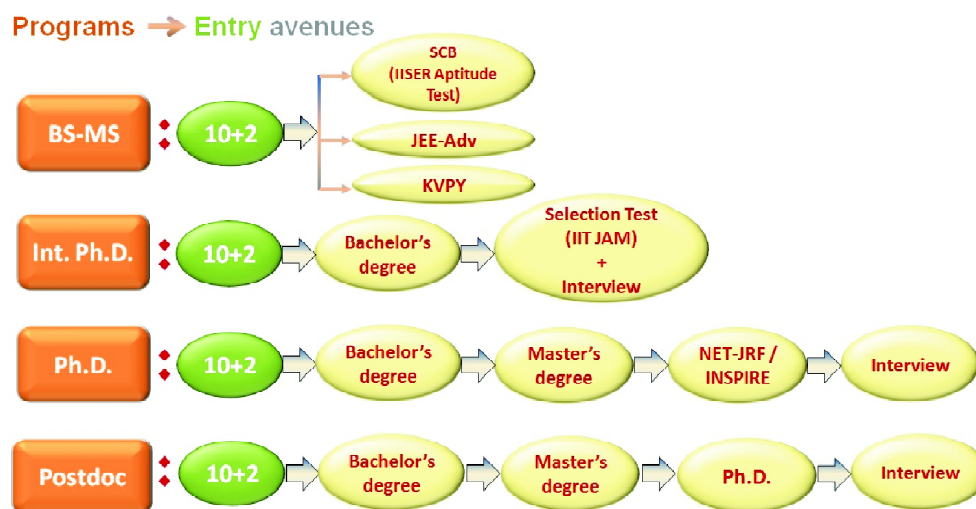 Programs Entry avenues
BS-MS
10+2
SCB
(IISER Aptitude
Test)
JEE-Adv
KVPY
Int. Ph.D.
10+2
Bachelor's
degree
Selection Test
(IIT JAM)
+
Interview
Ph.D.
10+2
Bachelor's
degree
Master's
degree
NET-JRF /
INSPIRE
Interview
Postdoc
10+2
Bachelor's
degree
Master's
degree
Ph.D.
Interview